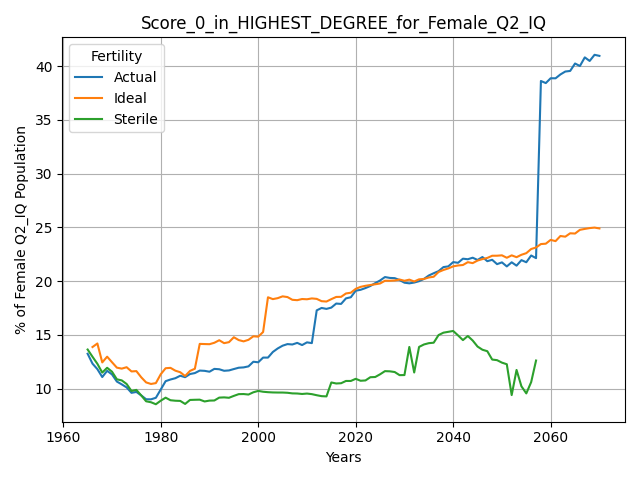 Score_0_in_HIGHEST_DEGREE_for_Female_Q2_IQ
Fertility
Actual
Ideal
Sterile
% of Female Q2_IQ Population
40
35
30
25
20
15
10
1960
1980
2000
2020
2040
2060
Years